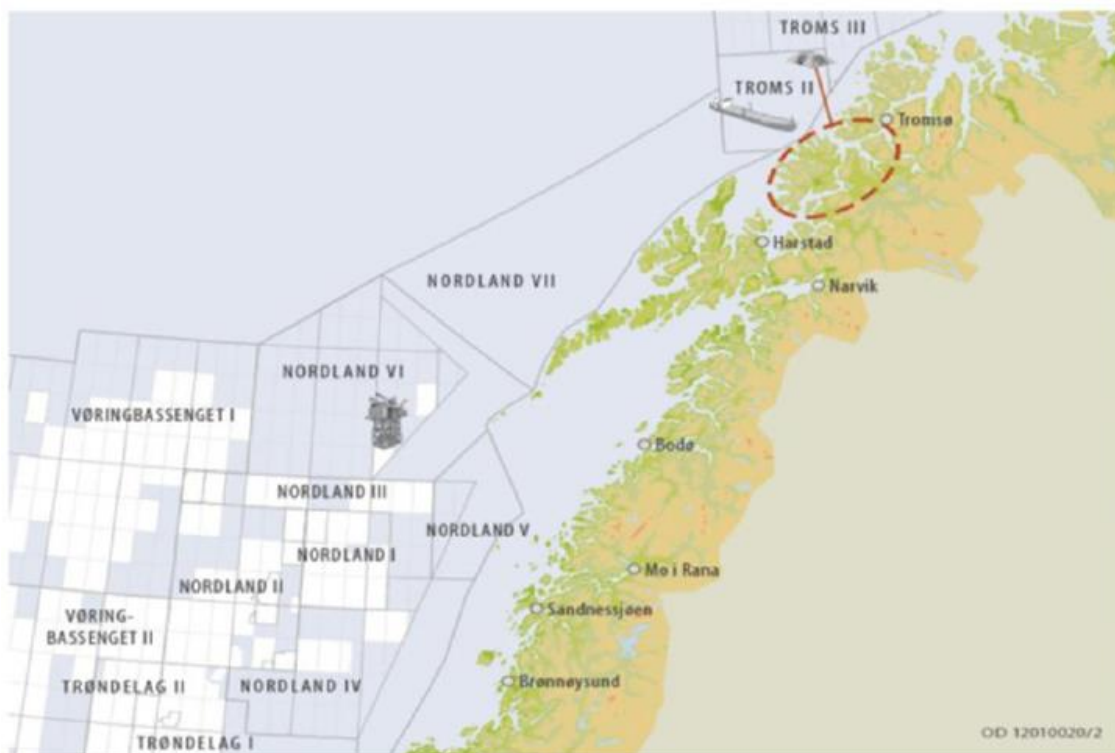 TROMS III
TROMS II
Tromsø
Harstad
NORDLAND VII
Narvik
NORDLAND VI
VØRINGBASSENGET I
Bodø
NORDLAND III
NORDLAND V
NORDLAND I
Mo i Rana
NORDLAND II
Sandnessjøen
VØRING-
BASSENGET II
TRØNDELAG II
NORDLAND IV
Brønnøysund
TRØNDELAG I
OD 12010020/2